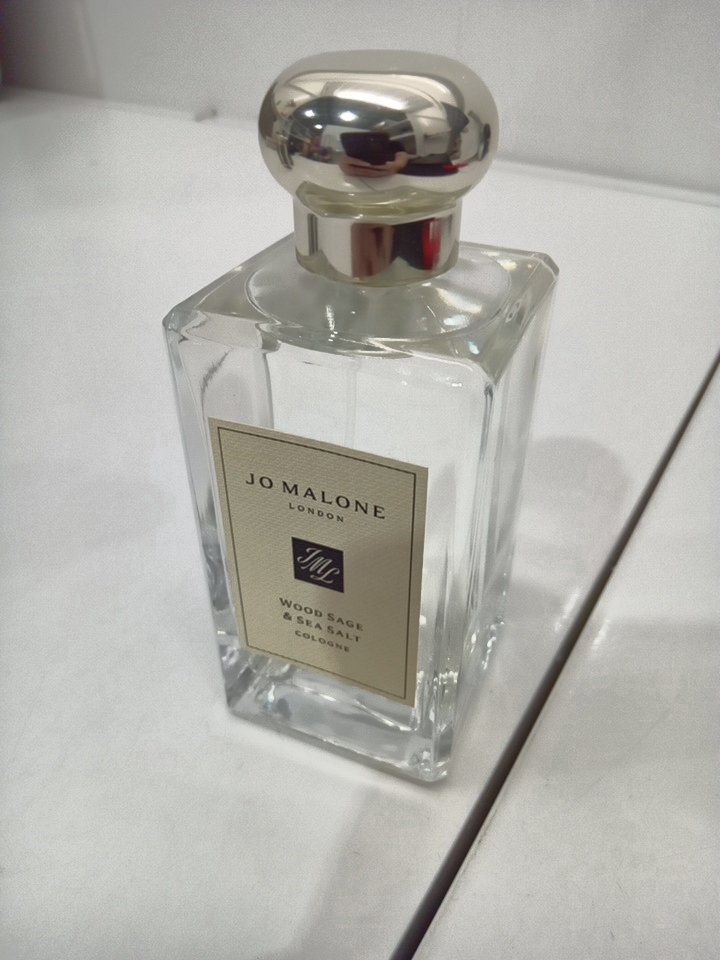 JO MALONE
LONDON
JML
WOOD SAGE
& SEA SALT
COLOGNE